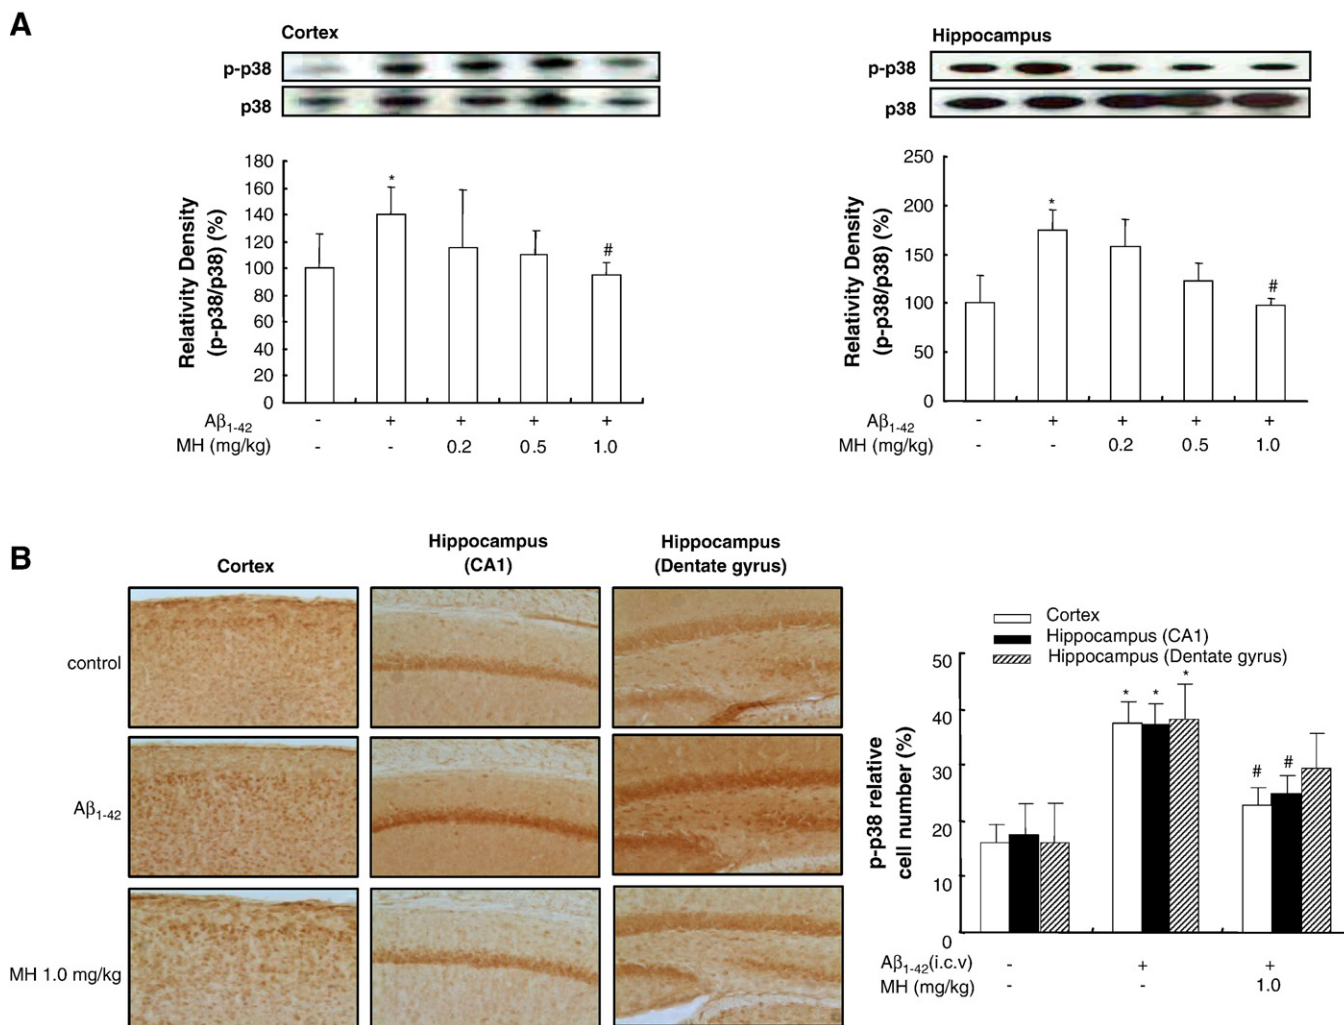 A
Cortex
p-p38
p38
180
160
140
120
100
80
60
40
20
0
Relativity Density
(p-p38/p38) (%)
*
#
Aβ1-42 - + + + +
MH (mg/kg) - - 0.2 0.5 1.0
Hippocampus
p-p38
p38
250
200
150
100
50
0
Relativity Density
(p-p38/p38) (%)
*
#
Aβ1-42 - + + + +
MH (mg/kg) - - 0.2 0.5 1.0
B
Cortex
Hippocampus
(CA1)
Hippocampus
(Dentate gyrus)
control
Aβ1-42
MH 1.0 mg/kg
Cortex
Hippocampus (CA1)
Hippocampus (Dentate gyrus)
50
40
30
20
10
0
p-p38 relative
cell number (%)
* * *
# #
Aβ1-42(i.c.v) - + +
MH (mg/kg) - - 1.0